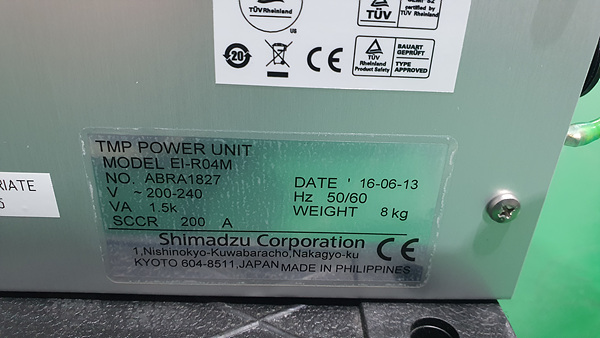 TÜVRheinland
US
TÜV
certified by
TÜV Rheinland
20
CE
TÜV
Rheinland
Product Safety
BAUART
GEPRÜFT
TYPE
APPROVED
RIATE
TMP POWER UNIT
MODEL EI-R04M
NO. ABRA1827
V ~200-240
VA 1.5k
SCCR 200 A
DATE ' 16-06-13
Hz 50/60
WEIGHT 8 kg
Shimadzu Corporation CE
1,Nishinokyo-Kuwabaracho,Nakagyo-ku
KYOTO 604-8511,JAPAN MADE IN PHILIPPINES